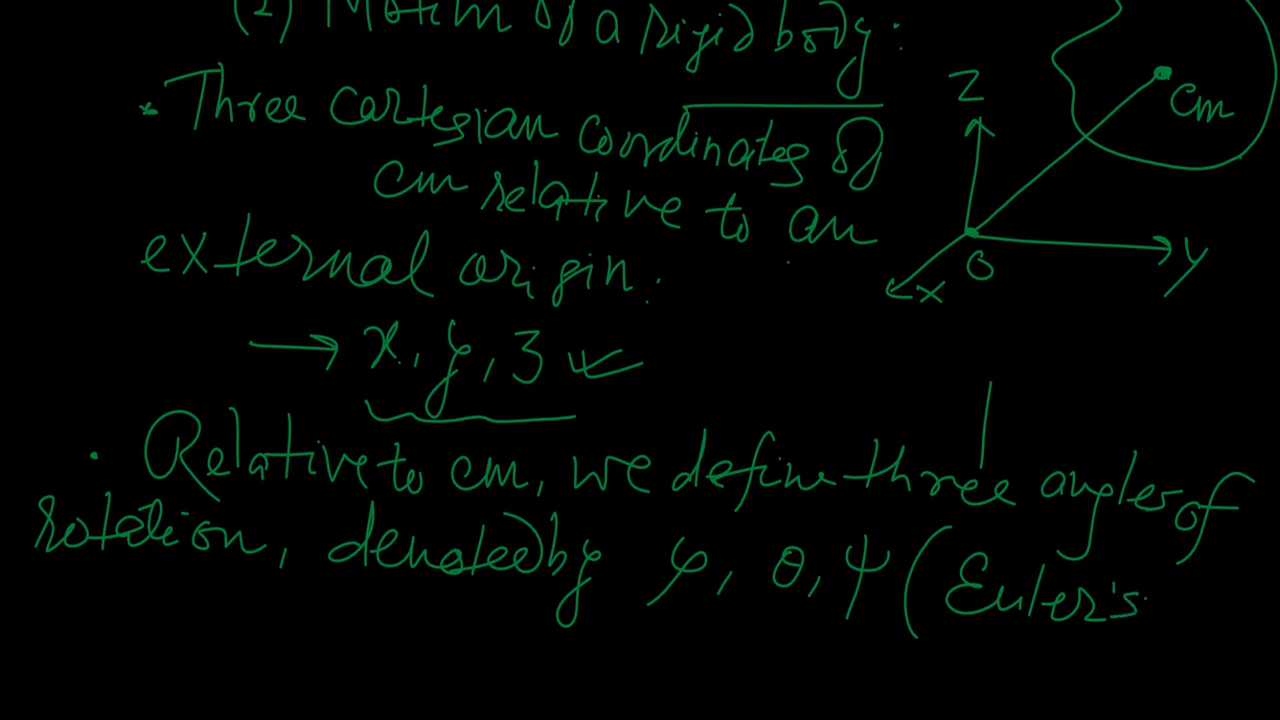 (2) Motion of a rigid body:
* Three cartesian coordinates of
cm relative to an
external origin.
→ x, y, z ✓
Z
cm
O
y
x
· Relative to cm, we define three angles of
rotation, denoted by φ, θ, ψ (Euler's